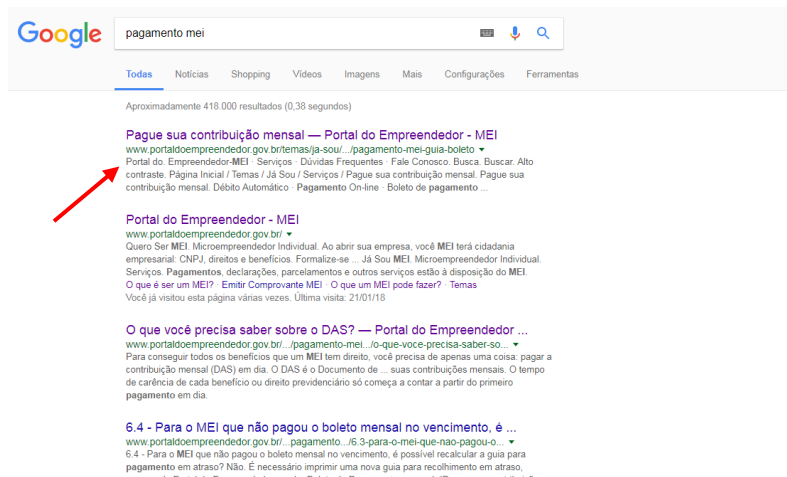 Google
pagamento mei
Todas Notícias Shopping Vídeos Imagens Mais Configurações Ferramentas
Aproximadamente 418.000 resultados (0,38 segundos)
Pague sua contribuição mensal — Portal do Empreendedor - MEI
www.portaldoempreendedor.gov.br/temas/ja-sou/.../pagamento-mei-guia-boleto
Portal do. Empreendedor-MEI · Serviços · Dúvidas Frequentes · Fale Conosco. Busca. Buscar. Alto
contraste. Página Inicial / Temas / Já Sou / Serviços / Pague sua contribuição mensal. Pague sua
contribuição mensal. Débito Automático · Pagamento On-line · Boleto de pagamento ...
Portal do Empreendedor - MEI
www.portaldoempreendedor.gov.br/
Quero Ser MEI. Microempreendedor Individual. Ao abrir sua empresa, você MEI terá cidadania
empresarial: CNPJ, direitos e benefícios. Formalize-se ... Já Sou MEI. Microempreendedor Individual.
Serviços. Pagamentos, declarações, parcelamentos e outros serviços estão à disposição do MEI.
O que é ser um MEI? · Emitir Comprovante MEI · O que um MEI pode fazer? · Temas
Você já visitou esta página várias vezes. Última visita: 21/01/18
O que você precisa saber sobre o DAS? — Portal do Empreendedor ...
www.portaldoempreendedor.gov.br/.../pagamento-mei.../o-que-voce-precisa-saber-so...
Para conseguir todos os benefícios que um MEI tem direito, você precisa de apenas uma coisa: pagar a
contribuição mensal (DAS) em dia. O DAS é o Documento de ... suas contribuições mensais. O tempo
de carência de cada benefício ou direito previdenciário só começa a contar a partir do primeiro
pagamento em dia.
6.4 - Para o MEI que não pagou o boleto mensal no vencimento, é ...
www.portaldoempreendedor.gov.br/...pagamento.../6.3-para-o-mei-que-nao-pagou-o...
6.4 - Para o MEI que não pagou o boleto mensal no vencimento, é possível recalcular a guia para
pagamento em atraso? Não. É necessário imprimir uma nova guia para recolhimento em atraso,